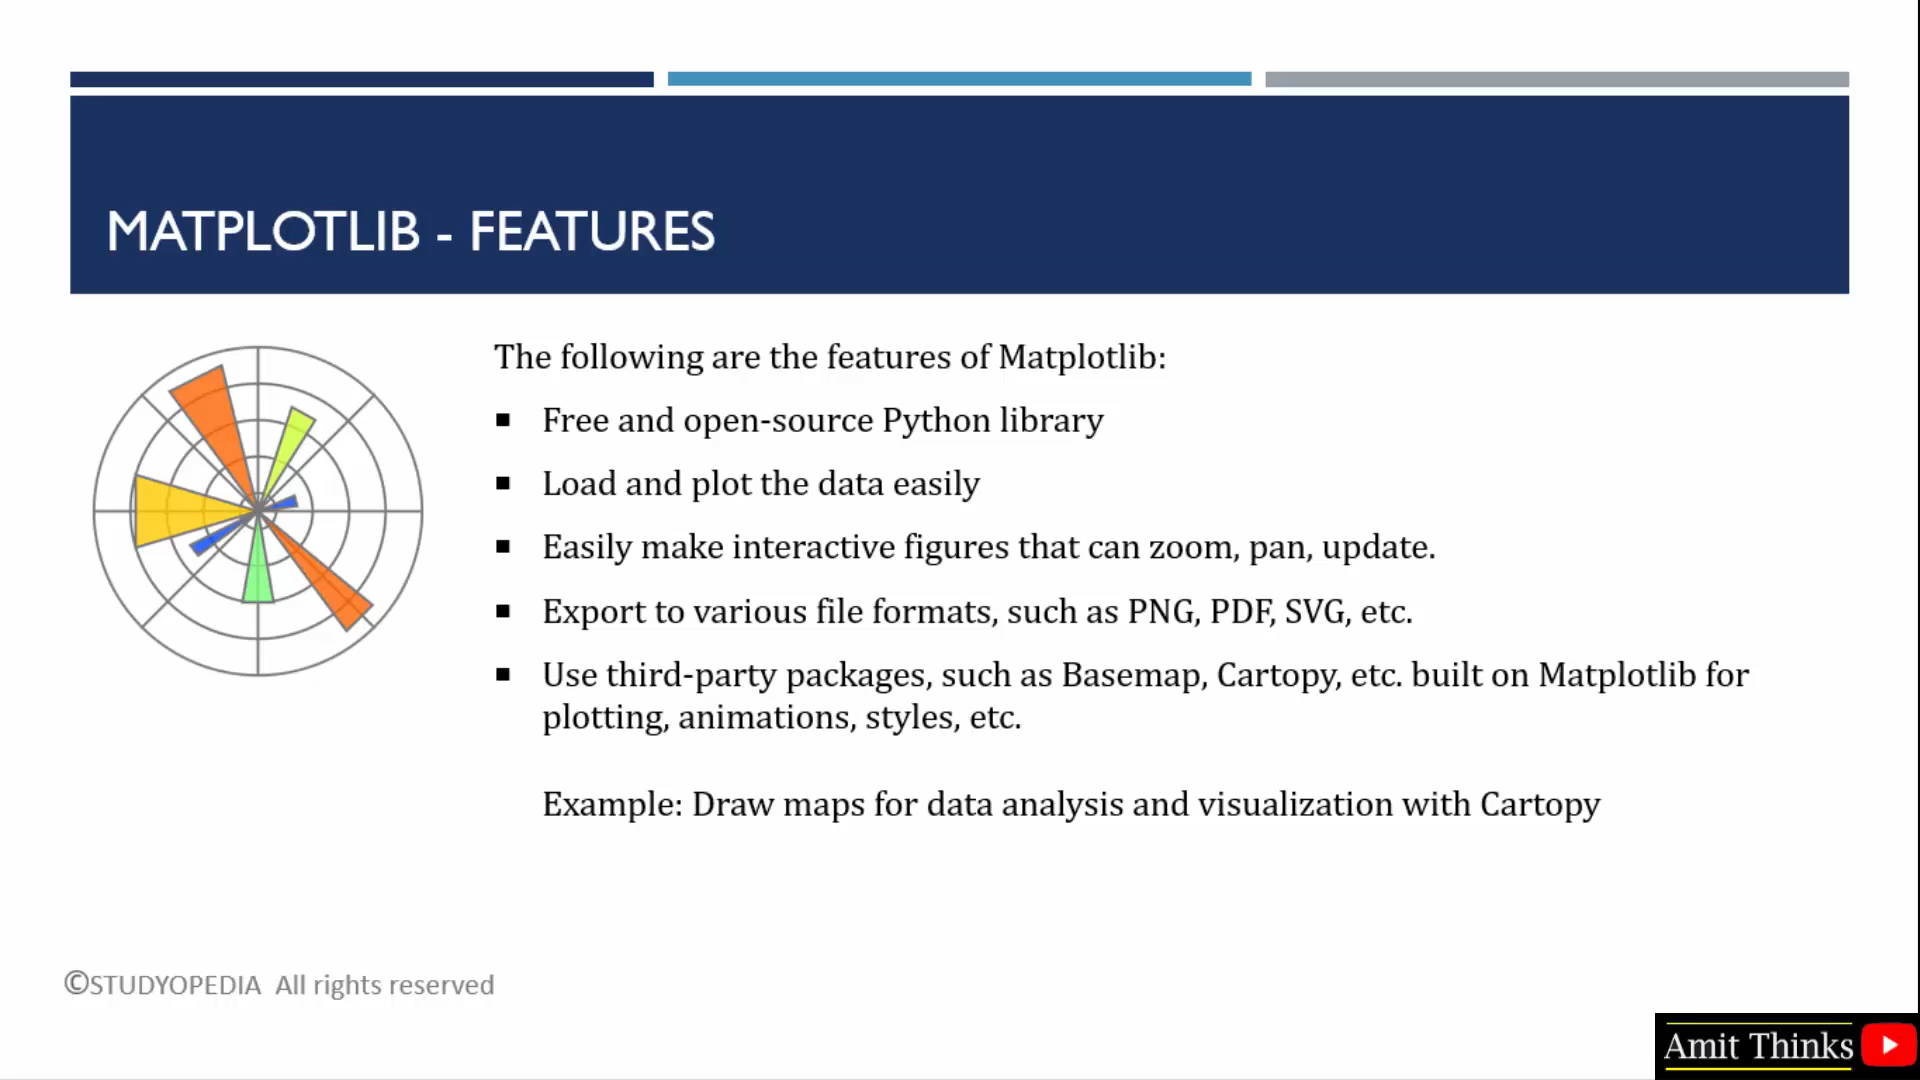 MATPLOTLIB - FEATURES
The following are the features of Matplotlib:
▪ Free and open-source Python library
▪ Load and plot the data easily
▪ Easily make interactive figures that can zoom, pan, update.
▪ Export to various file formats, such as PNG, PDF, SVG, etc.
▪ Use third-party packages, such as Basemap, Cartopy, etc. built on Matplotlib for
plotting, animations, styles, etc.
Example: Draw maps for data analysis and visualization with Cartopy
©STUDYOPEDIA All rights reserved
Amit Thinks